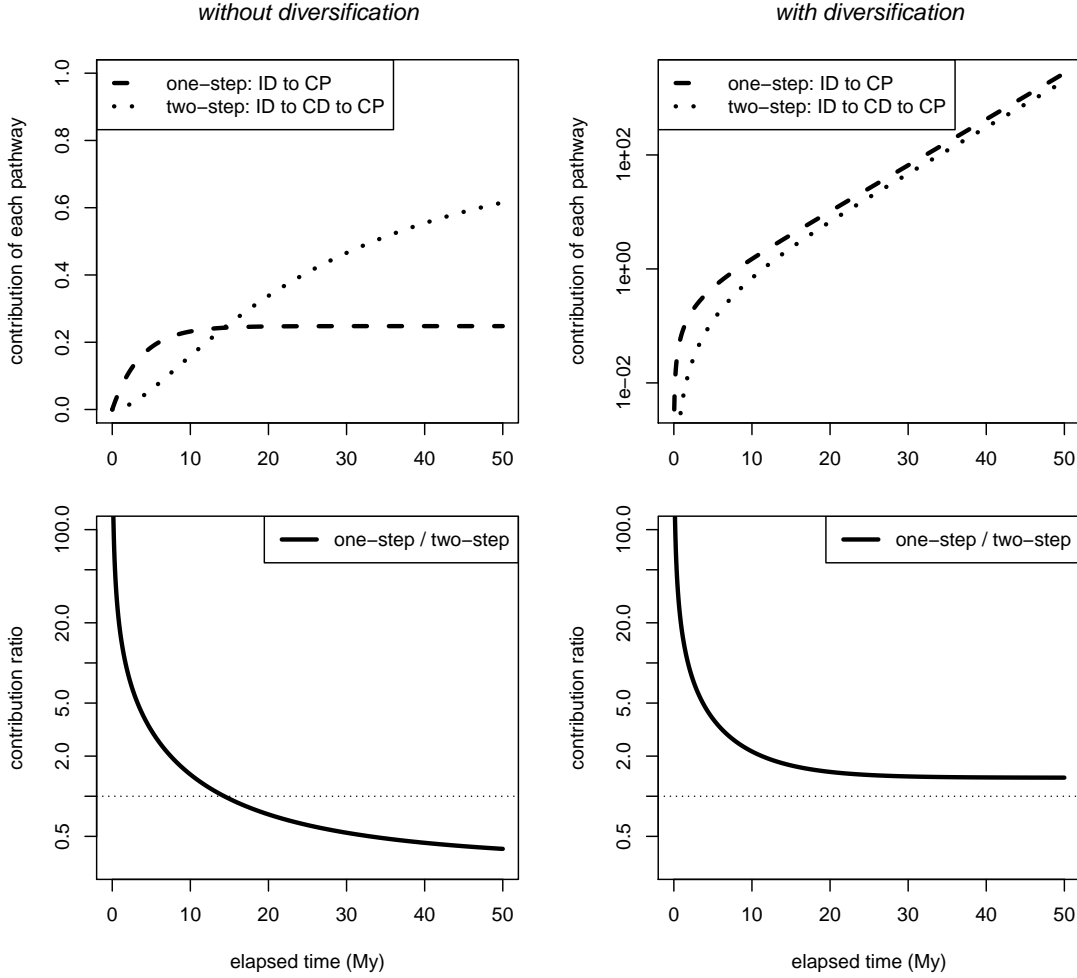 without diversification
with diversification
contribution of each pathway
1.0
0.8
0.6
0.4
0.2
0.0
one−step: ID to CP
two−step: ID to CD to CP
0 10 20 30 40 50
contribution of each pathway
1e+02
1e+00
1e−02
one−step: ID to CP
two−step: ID to CD to CP
0 10 20 30 40 50
contribution ratio
100.0
20.0
5.0
2.0
0.5
one−step / two−step
0 10 20 30 40 50
elapsed time (My)
contribution ratio
100.0
20.0
5.0
2.0
0.5
one−step / two−step
0 10 20 30 40 50
elapsed time (My)